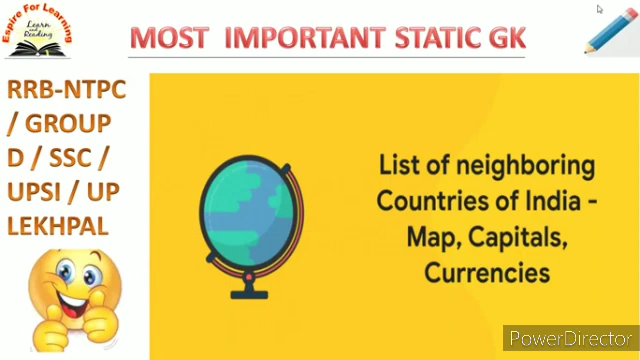 Espire For Learning
Learn
and
Reading
MOST IMPORTANT STATIC GK
RRB-NTPC
/ GROUP
D / SSC /
UPSI / UP
LEKHPAL
List of neighboring
Countries of India -
Map, Capitals,
Currencies
PowerDirector